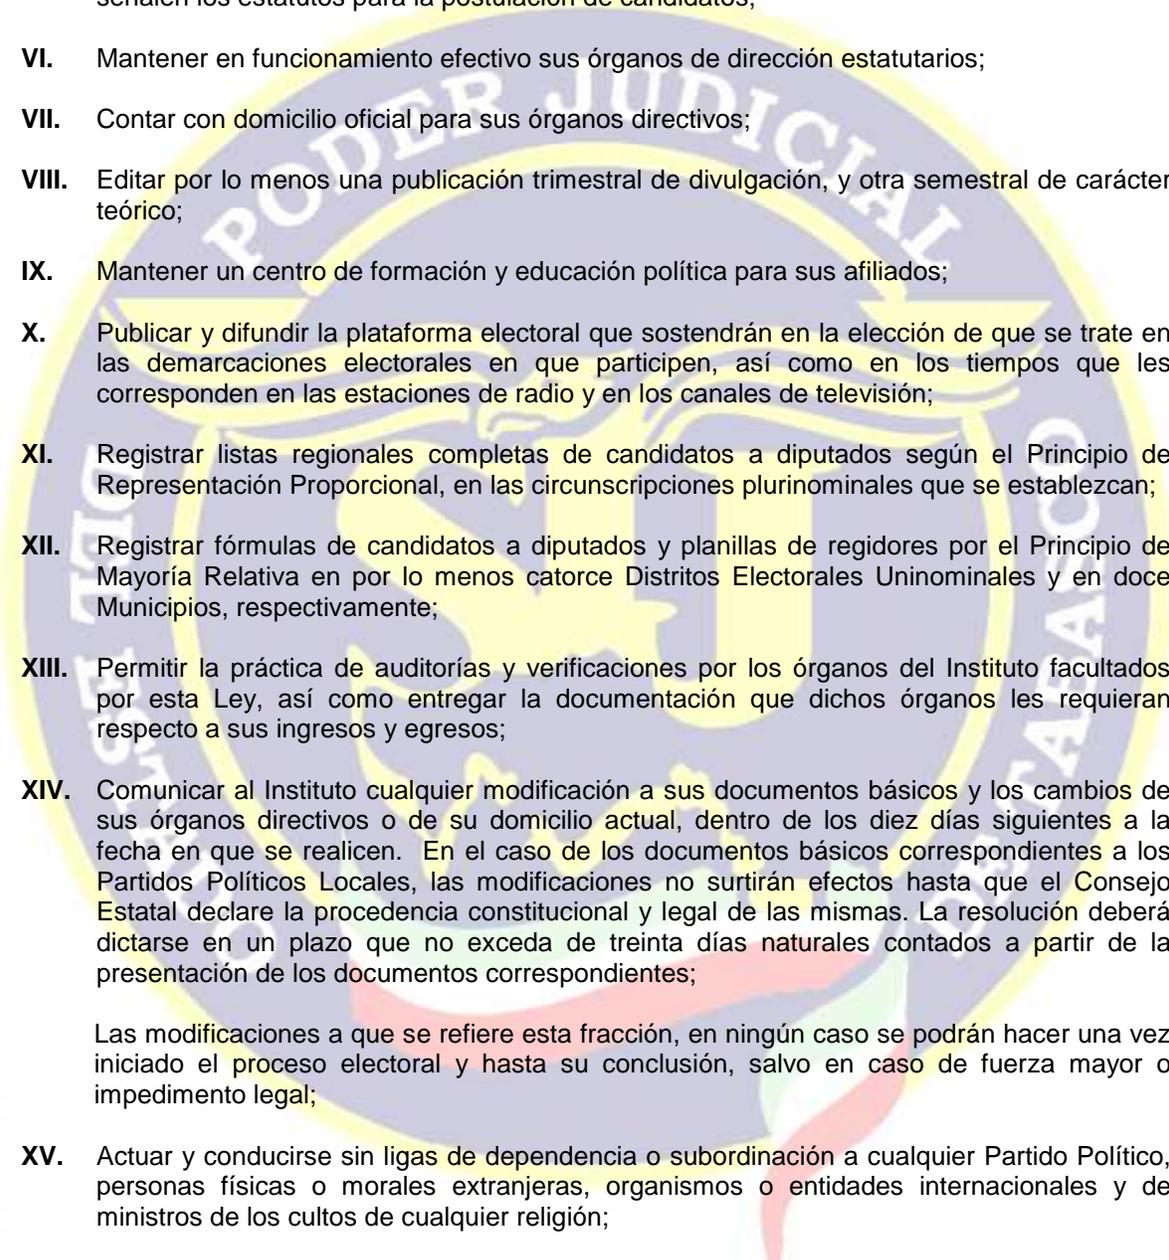 señalen los estatutos para la postulación de candidatos;
VI. Mantener en funcionamiento efectivo sus órganos de dirección estatutarios;
VII. Contar con domicilio oficial para sus órganos directivos;
VIII. Editar por lo menos una publicación trimestral de divulgación, y otra semestral de carácter
teórico;
IX. Mantener un centro de formación y educación política para sus afiliados;
X. Publicar y difundir la plataforma electoral que sostendrán en la elección de que se trate en
las demarcaciones electorales en que participen, así como en los tiempos que les
corresponden en las estaciones de radio y en los canales de televisión;
XI. Registrar listas regionales completas de candidatos a diputados según el Principio de
Representación Proporcional, en las circunscripciones plurinominales que se establezcan;
XII. Registrar fórmulas de candidatos a diputados y planillas de regidores por el Principio de
Mayoría Relativa en por lo menos catorce Distritos Electorales Uninominales y en doce
Municipios, respectivamente;
XIII. Permitir la práctica de auditorías y verificaciones por los órganos del Instituto facultados
por esta Ley, así como entregar la documentación que dichos órganos les requieran
respecto a sus ingresos y egresos;
XIV. Comunicar al Instituto cualquier modificación a sus documentos básicos y los cambios de
sus órganos directivos o de su domicilio actual, dentro de los diez días siguientes a la
fecha en que se realicen. En el caso de los documentos básicos correspondientes a los
Partidos Políticos Locales, las modificaciones no surtirán efectos hasta que el Consejo
Estatal declare la procedencia constitucional y legal de las mismas. La resolución deberá
dictarse en un plazo que no exceda de treinta días naturales contados a partir de la
presentación de los documentos correspondientes;
Las modificaciones a que se refiere esta fracción, en ningún caso se podrán hacer una vez
iniciado el proceso electoral y hasta su conclusión, salvo en caso de fuerza mayor o
impedimento legal;
XV. Actuar y conducirse sin ligas de dependencia o subordinación a cualquier Partido Político,
personas físicas o morales extranjeras, organismos o entidades internacionales y de
ministros de los cultos de cualquier religión;
PODER JUDICIAL
DEL ESTADO
DE TABASCO
STJ